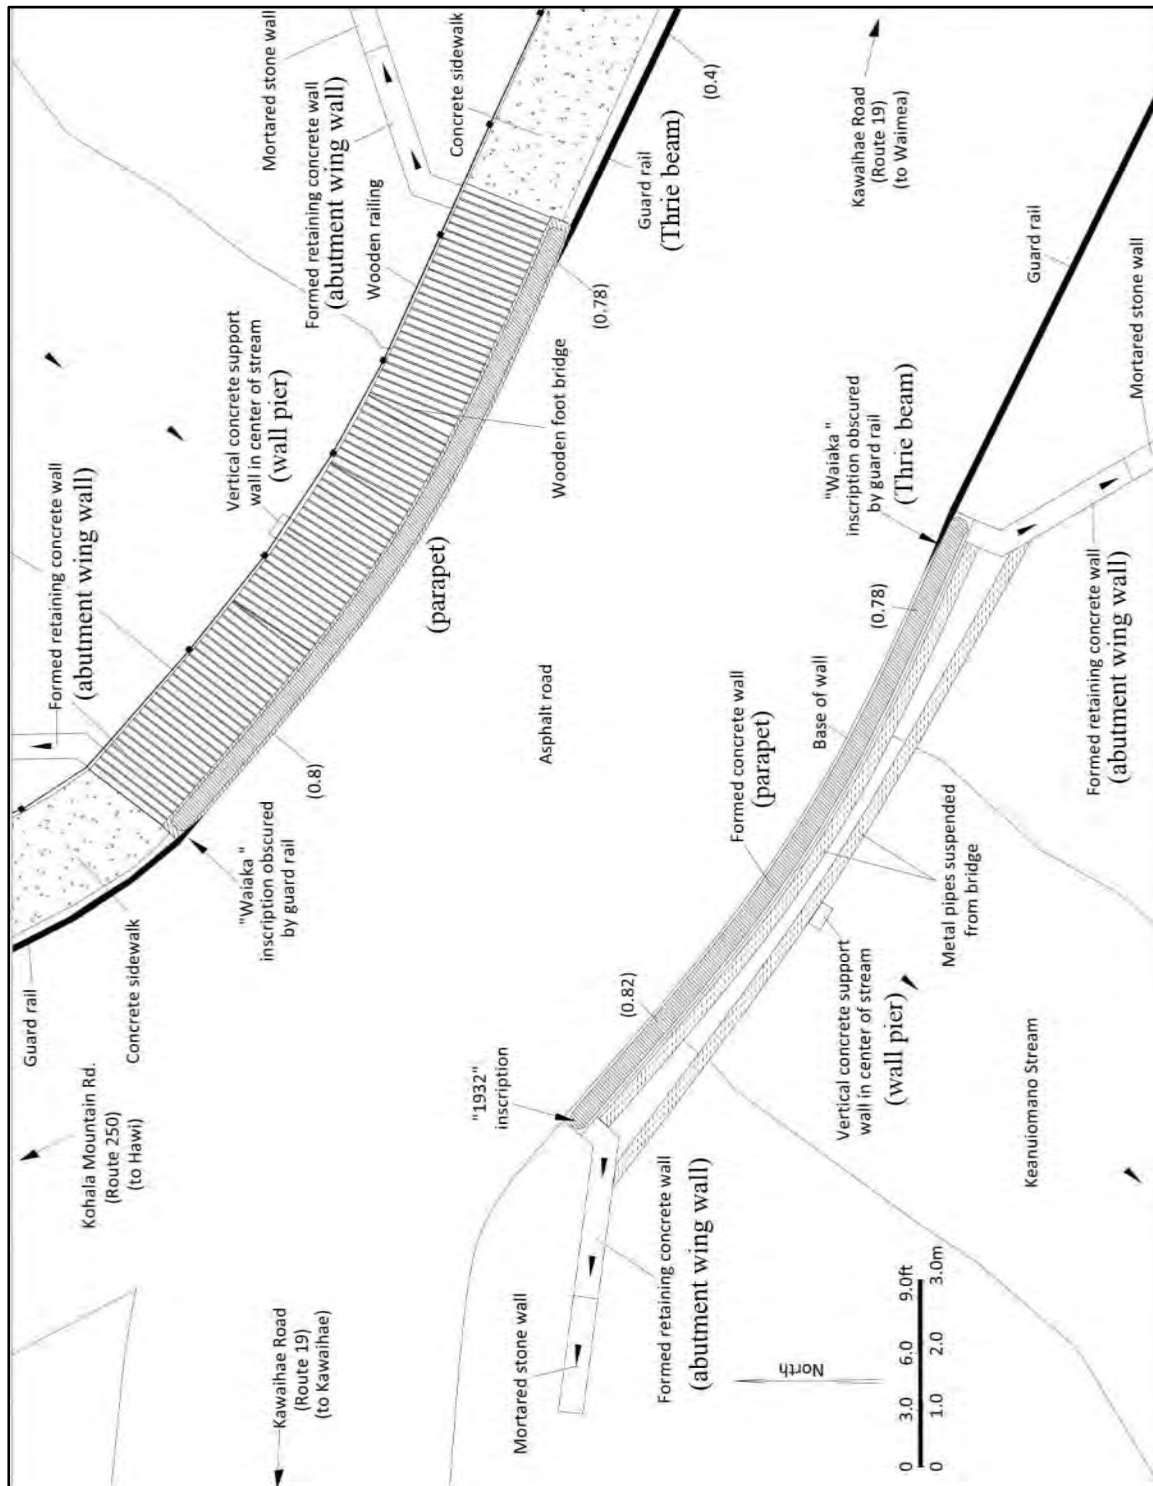 Mortared stone wall
Formed retaining concrete wall
(abutment wing wall)
Wooden railing
Concrete sidewalk
(0.4)
Guard rail
(Thrie beam)
(0.78)
Kawaihae Road
(Route 19)
(to Waimea)
Guard rail
Mortared stone wall
Vertical concrete support
wall in center of stream
(wall pier)
Wooden foot bridge
"Waiaka"
inscription obscured
by guard rail
(Thrie beam)
Formed retaining concrete wall
(abutment wing wall)
(parapet)
(0.78)
Formed retaining concrete wall
(abutment wing wall)
(0.8)
Asphalt road
Formed concrete wall
(parapet)
Base of wall
Metal pipes suspended
from bridge
"Waiaka"
inscription obscured
by guard rail
Guard rail
Concrete sidewalk
(0.82)
Vertical concrete support
wall in center of stream
(wall pier)
Kohala Mountain Rd.
(Route 250)
(to Hawi)
"1932"
inscription
Keanuiomano Stream
Kawaihae Road
(Route 19)
(to Kawaihae)
Mortared stone wall
Formed retaining concrete wall
(abutment wing wall)
North
0 3.0 6.0 9.0ft
0 1.0 2.0 3.0m